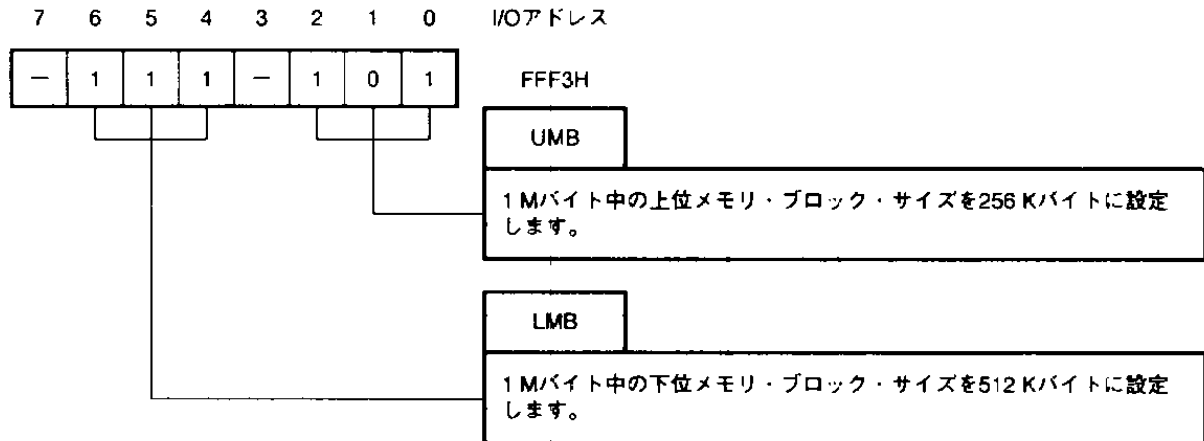 7 6 5 4 3 2 1 0 I/Oアドレス
— 1 1 1 — 1 0 1 FFF3H
UMB
1 Mバイト中の上位メモリ・ブロック・サイズを256 Kバイトに設定
します。
LMB
1 Mバイト中の下位メモリ・ブロック・サイズを512 Kバイトに設定
します。